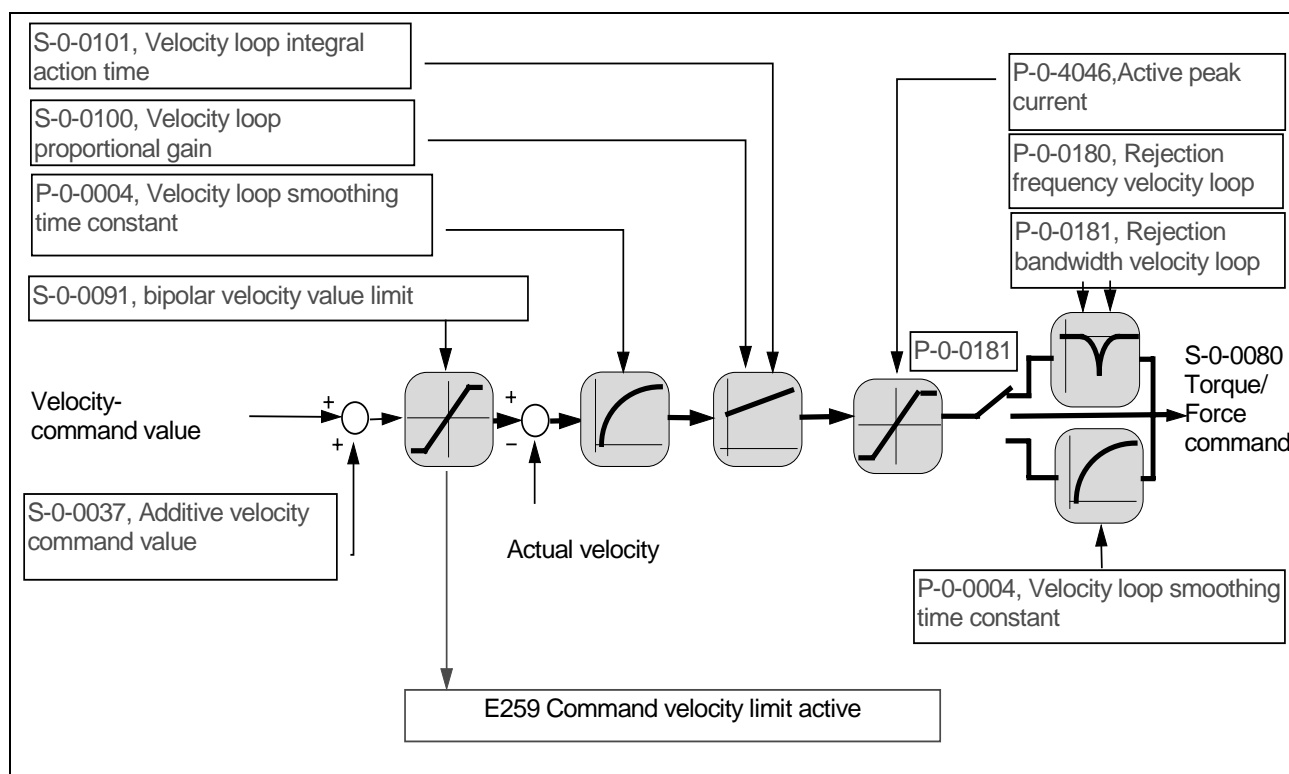 S-0-0101, Velocity loop integral
action time
S-0-0100, Velocity loop
proportional gain
P-0-0004, Velocity loop smoothing
time constant
S-0-0091, bipolar velocity value limit
P-0-4046,Active peak
current
P-0-0180, Rejection
frequency velocity loop
P-0-0181, Rejection
bandwidth velocity loop
P-0-0181
S-0-0080
Torque/
Force
command
Velocity-
command value
+
+
+
−
S-0-0037, Additive velocity
command value
Actual velocity
P-0-0004, Velocity loop smoothing
time constant
E259 Command velocity limit active